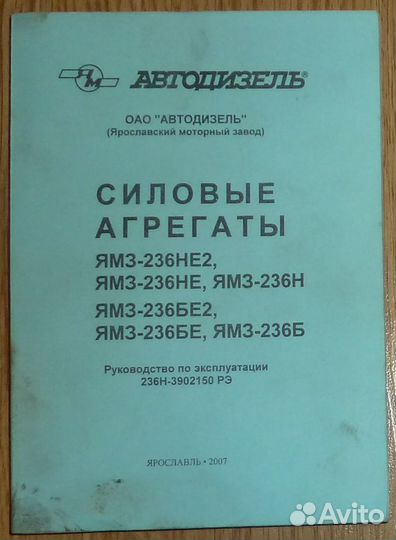 ЯМ АВТОДИЗЕЛЬ®
ОАО "АВТОДИЗЕЛЬ"
(Ярославский моторный завод)
СИЛОВЫЕ
АГРЕГАТЫ
ЯМЗ-236НЕ2,
ЯМЗ-236НЕ, ЯМЗ-236Н
ЯМЗ-236БЕ2,
ЯМЗ-236БЕ, ЯМЗ-236Б
Руководство по эксплуатации
236Н-3902150 РЭ
ЯРОСЛАВЛЬ • 2007
Avito